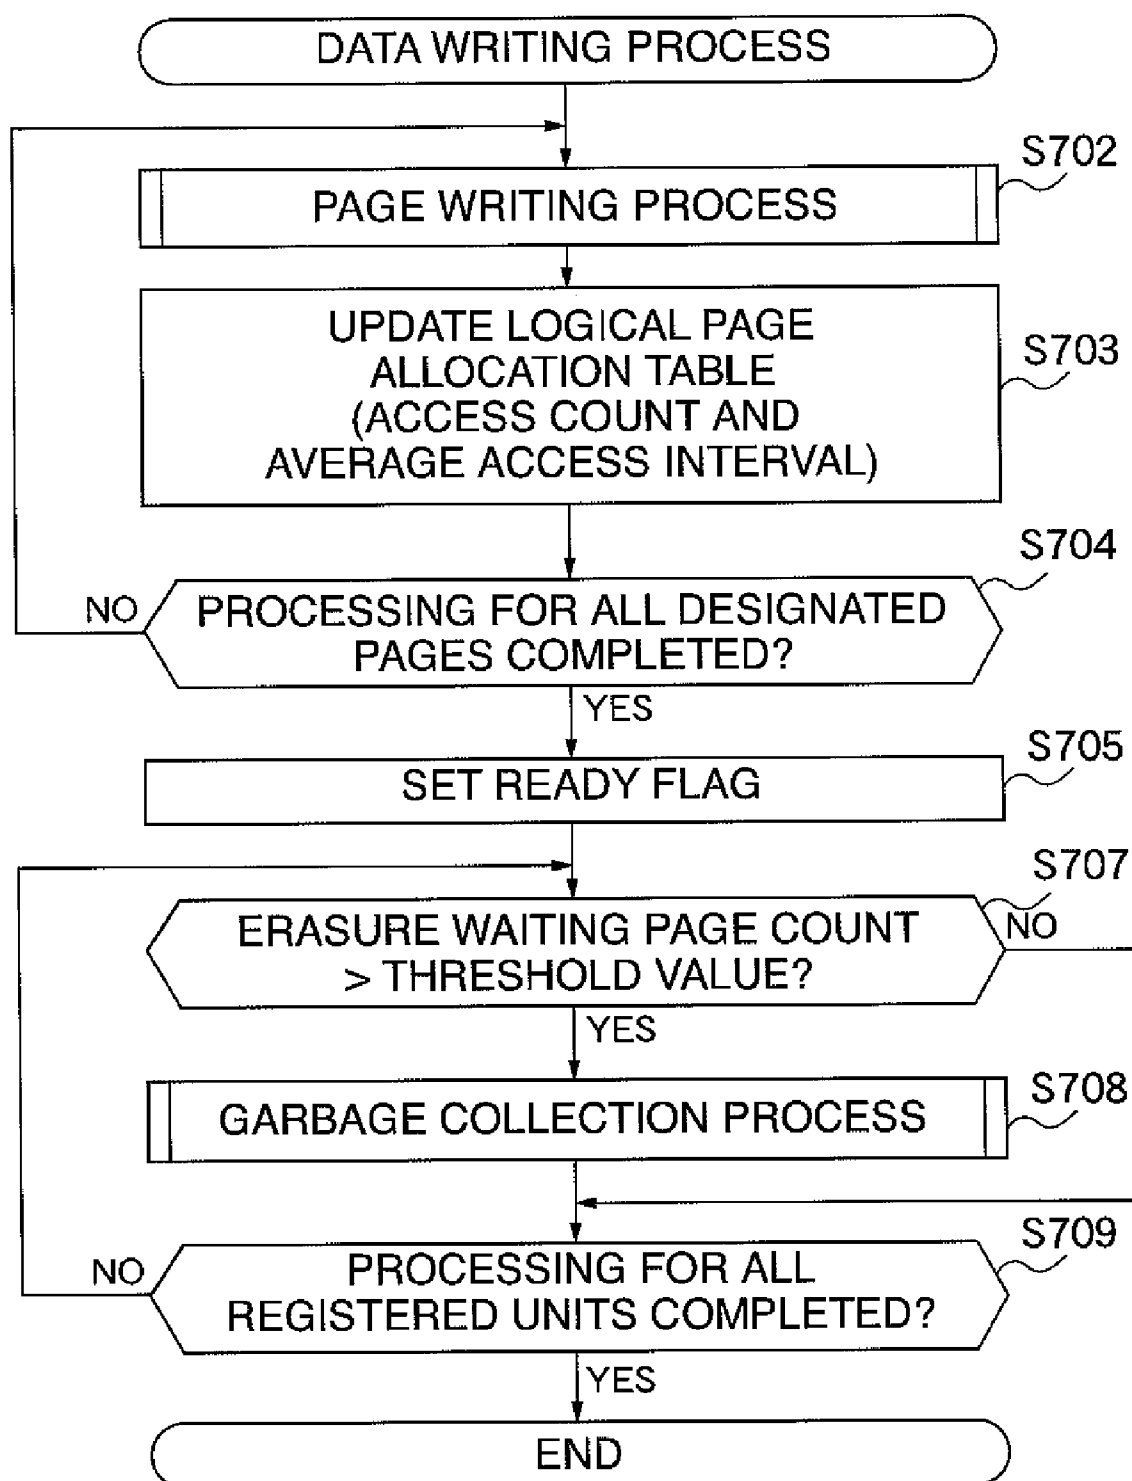 DATA WRITING PROCESS
S702
PAGE WRITING PROCESS
UPDATE LOGICAL PAGE
ALLOCATION TABLE
(ACCESS COUNT AND
AVERAGE ACCESS INTERVAL)
S703
S704
NO
PROCESSING FOR ALL DESIGNATED
PAGES COMPLETED?
YES
S705
SET READY FLAG
S707
ERASURE WAITING PAGE COUNT
> THRESHOLD VALUE?
NO
YES
S708
GARBAGE COLLECTION PROCESS
S709
NO
PROCESSING FOR ALL
REGISTERED UNITS COMPLETED?
YES
END